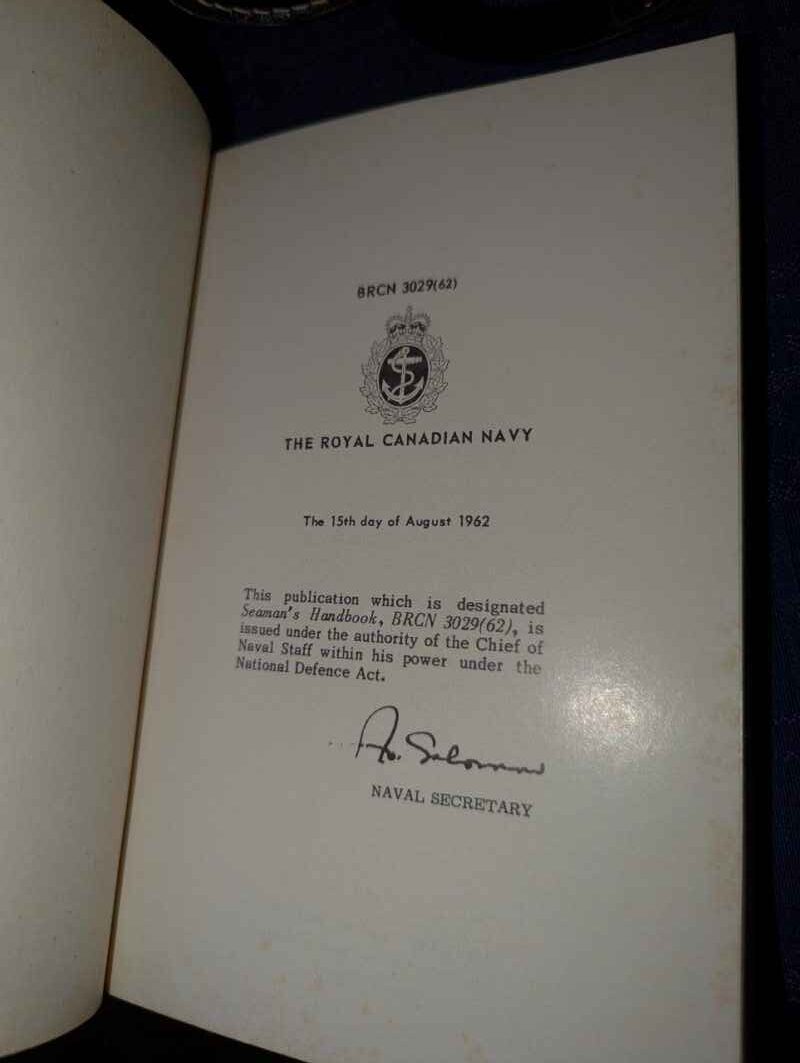 BRCN 3029(62)
THE ROYAL CANADIAN NAVY
The 15th day of August 1962
This publication which is designated
Seaman's Handbook, BRCN 3029(62), is
issued under the authority of the Chief of
Naval Staff within his power under the
National Defence Act.
NAVAL SECRETARY